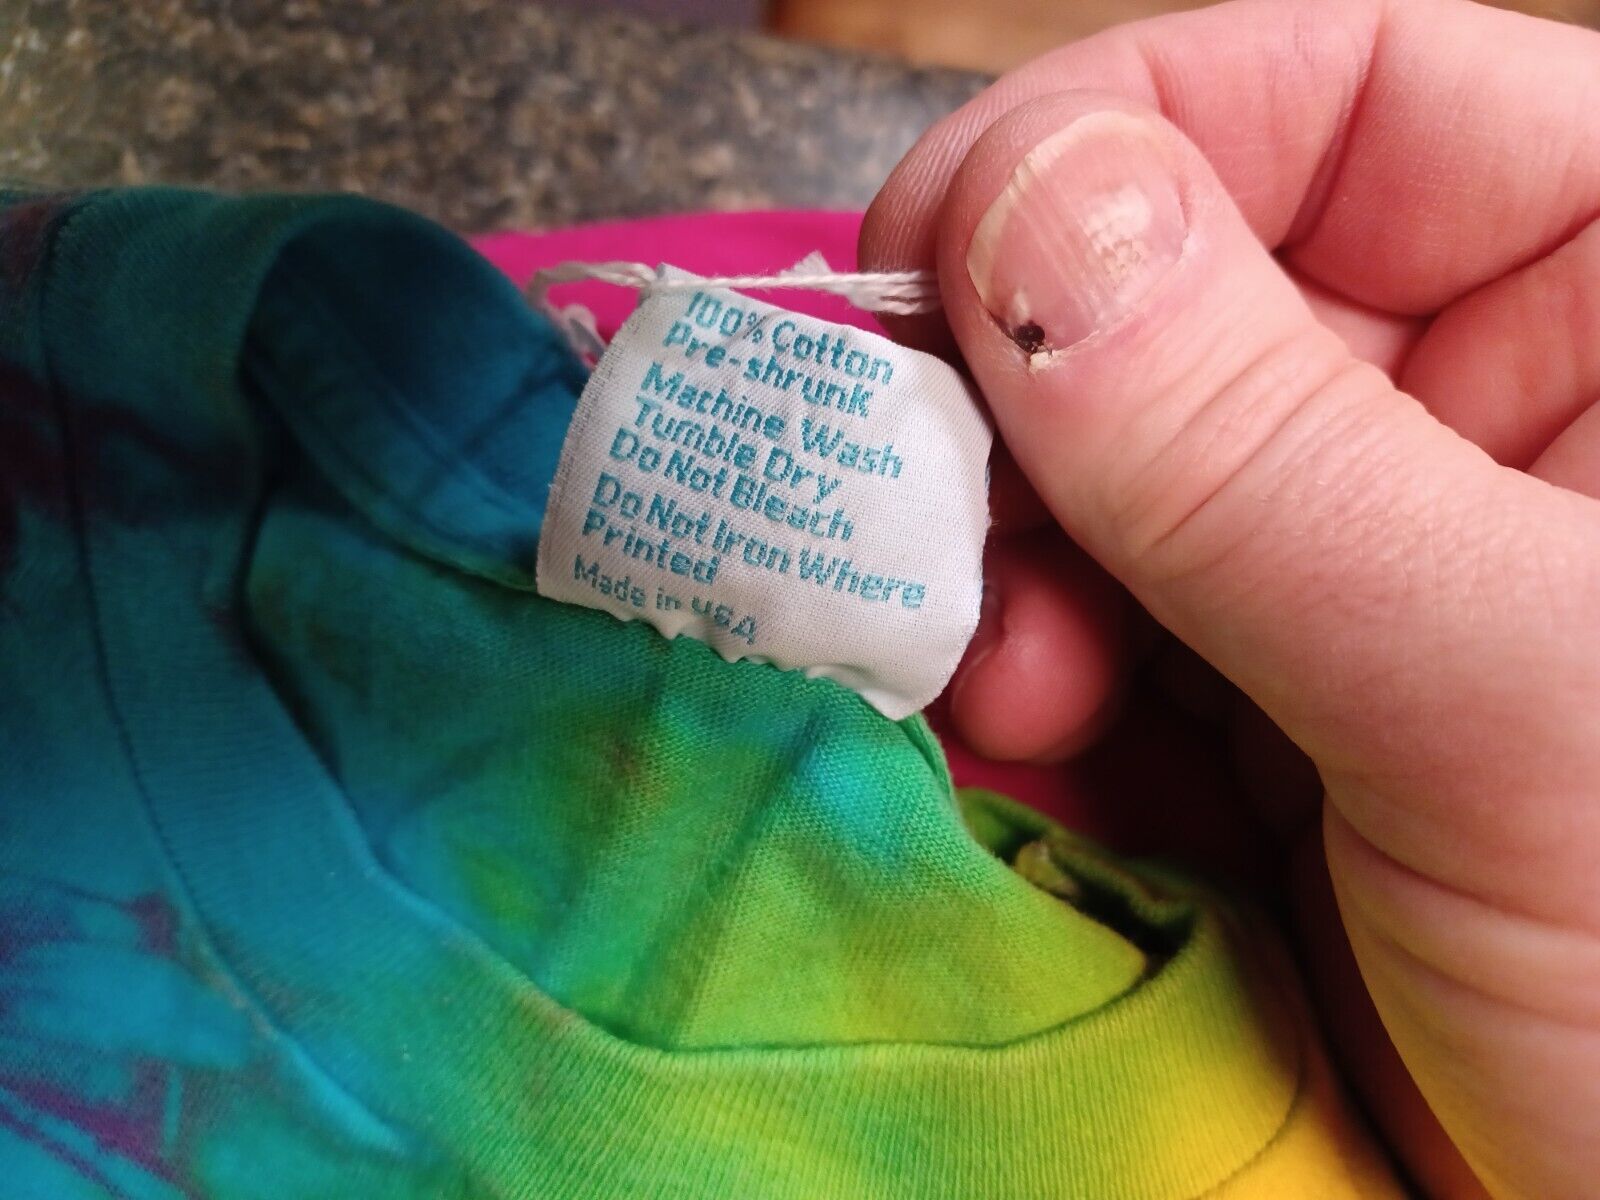 100% Cotton
Pre-shrunk
Machine Wash
Tumble Dry
Do Not Bleach
Do Not Iron Where
Printed
Made in USA